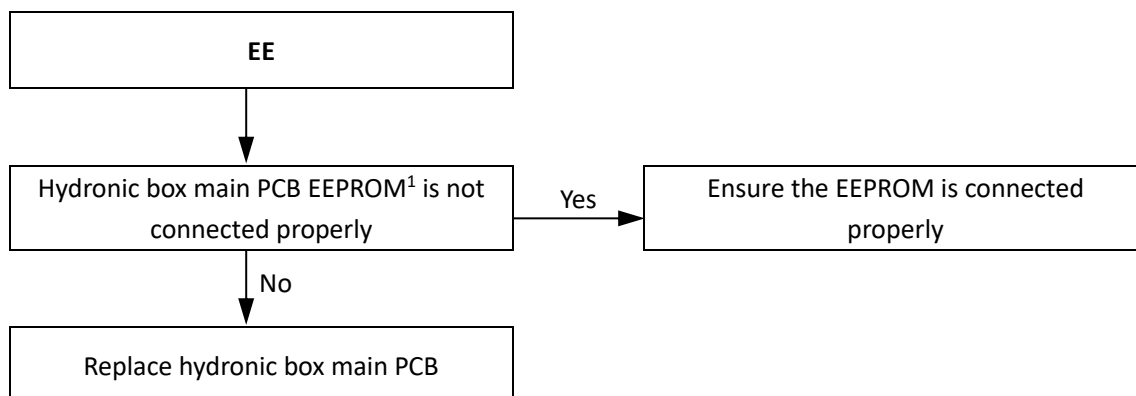 EE
Hydronic box main PCB EEPROM¹ is not
connected properly
Yes
Ensure the EEPROM is connected
properly
No
Replace hydronic box main PCB